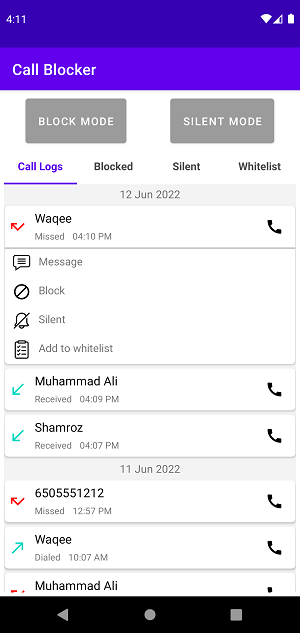 4:11
Call Blocker
BLOCK MODE SILENT MODE
Call Logs Blocked Silent Whitelist
12 Jun 2022
Waqee
Missed 04:10 PM
Message
Block
Silent
Add to whitelist
Muhammad Ali
Received 04:09 PM
Shamroz
Received 04:07 PM
11 Jun 2022
6505551212
Missed 12:57 PM
Waqee
Dialed 10:07 AM
Muhammad Ali